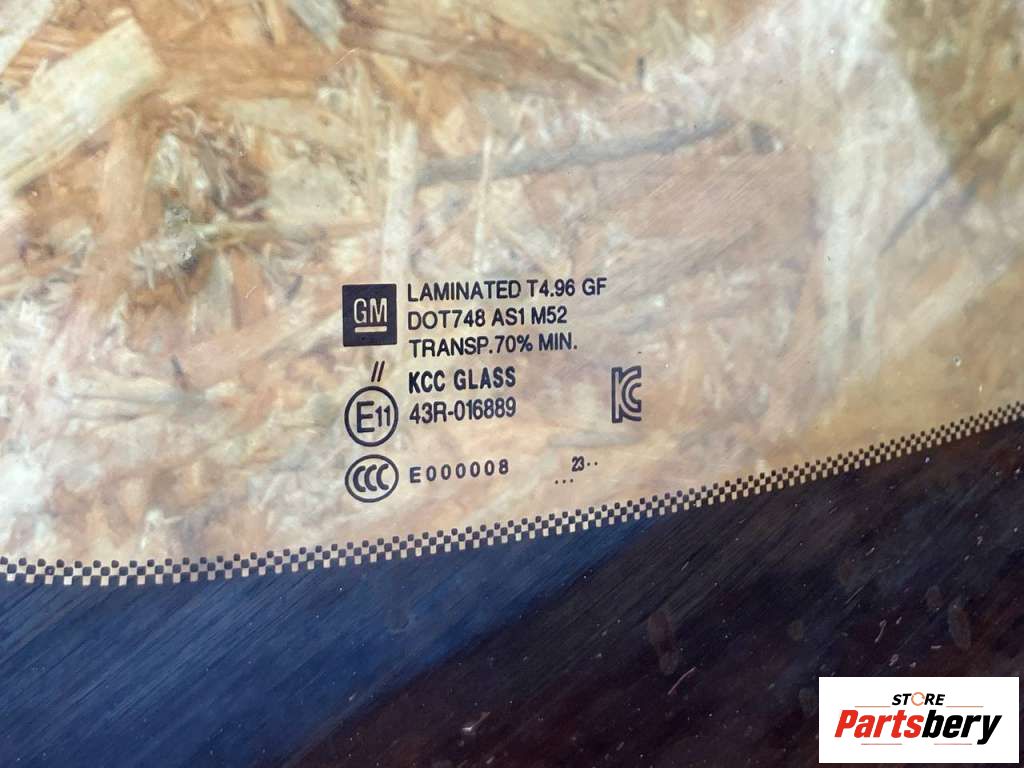 GM
LAMINATED T4.96 GF
DOT748 AS1 M52
TRANSP.70% MIN.
//
KCC GLASS
E11
43R-016889
KC
CCC
E000008
... 23..
STORE
Partsbery